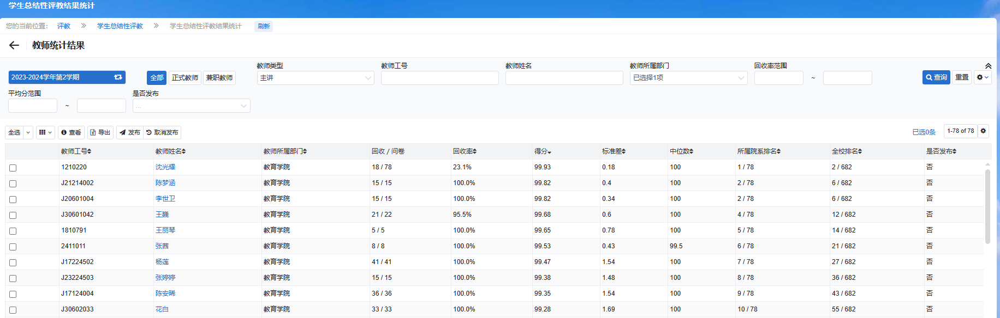 学生总结性评教结果统计
您的当前位置： 评教 » 学生总结性评教 » 学生总结性评教结果统计 刷新
教师统计结果
教师类型 教师工号 教师姓名 教师所属部门 回收率范围
2023-2024学年第2学期 全部 正式教师 兼职教师 主讲 已选择1项 ~ 查询 重置
平均分范围 是否发布
~ ...
全选 查看 导出 发布 取消发布 已选0条 1-78 of 78
教师工号 教师姓名 教师所属部门 回收 / 问卷 回收率 得分 标准差 中位数 所属院系排名 全校排名 是否发布
1210220 沈光耀 教育学院 18 / 78 23.1% 99.93 0.18 100 1 / 78 2 / 682 否
J21214002 陈梦涵 教育学院 15 / 15 100.0% 99.82 0.4 100 2 / 78 6 / 682 否
J20601004 李世卫 教育学院 15 / 15 100.0% 99.82 0.34 100 2 / 78 6 / 682 否
J30601042 王巍 教育学院 21 / 22 95.5% 99.68 0.6 100 4 / 78 12 / 682 否
1810791 王丽琴 教育学院 5 / 5 100.0% 99.65 0.78 100 5 / 78 14 / 682 否
2411011 张茜 教育学院 8 / 8 100.0% 99.53 0.43 99.5 6 / 78 21 / 682 否
J17224502 杨莲 教育学院 41 / 41 100.0% 99.47 1.54 100 7 / 78 27 / 682 否
J23224503 张婷婷 教育学院 15 / 15 100.0% 99.38 1.48 100 8 / 78 36 / 682 否
J17124004 陈安晞 教育学院 36 / 36 100.0% 99.35 1.54 100 9 / 78 43 / 682 否
J30602033 花白 教育学院 33 / 33 100.0% 99.28 1.69 100 10 / 78 55 / 682 否